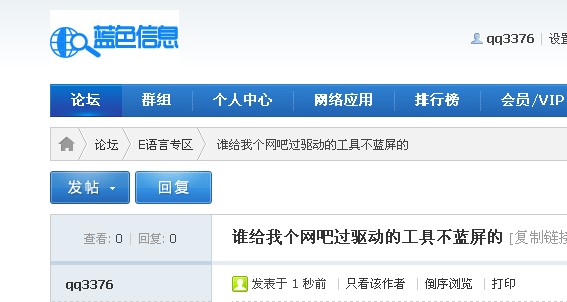 蓝色信息
qq3376 设置
论坛 群组 个人中心 网络应用 排行榜 会员/VIP
论坛 E语言专区 谁给我个网吧过驱动的工具不蓝屏的
发帖 回复
查看: 0 回复: 0 谁给我个网吧过驱动的工具不蓝屏的 [复制链接
qq3376 发表于 1 秒前 只看该作者 倒序浏览 打印